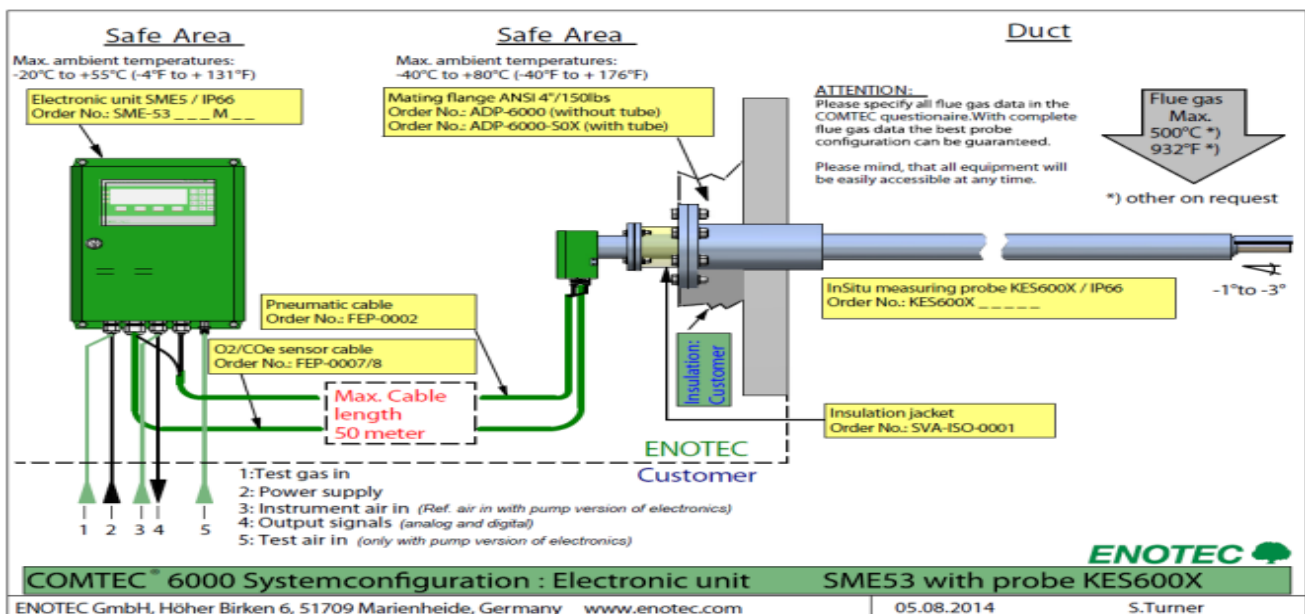 Safe Area
Max. ambient temperatures:
-20°C to +55°C (-4°F to + 131°F)
Electronic unit SME5 / IP66
Order No.: SME-53 _ _ _ M _ _
Safe Area
Max. ambient temperatures:
-40°C to +80°C (-40°F to + 176°F)
Mating flange ANSI 4"/150lbs
Order No.: ADP-6000 (without tube)
Order No.: ADP-6000-S0X (with tube)
Duct
ATTENTION:
Please specify all flue gas data in the
COMTEC questionaire.With complete
flue gas data the best probe
configuration can be guaranteed.
Please mind, that all equipment will
be easily accessible at any time.
Flue gas
Max.
500°C *)
932°F *)
*) other on request
InSitu measuring probe KES600X / IP66
Order No.: KES600X _ _ _ _ _
-1°to -3°
Pneumatic cable
Order No.: FEP-0002
O2/COe sensor cable
Order No.: FEP-0007/8
Max. Cable
length
50 meter
Insulation:
Customer
Insulation jacket
Order No.: SVA-ISO-0001
ENOTEC
Customer
1 2 3 4 5
1:Test gas in
2: Power supply
3: Instrument air in (Ref. air in with pump version of electronics)
4: Output signals (analog and digital)
5: Test air in (only with pump version of electronics)
ENOTEC
COMTEC® 6000 Systemconfiguration : Electronic unit SME53 with probe KES600X
ENOTEC GmbH, Höher Birken 6, 51709 Marienheide, Germany www.enotec.com 05.08.2014 S.Turner